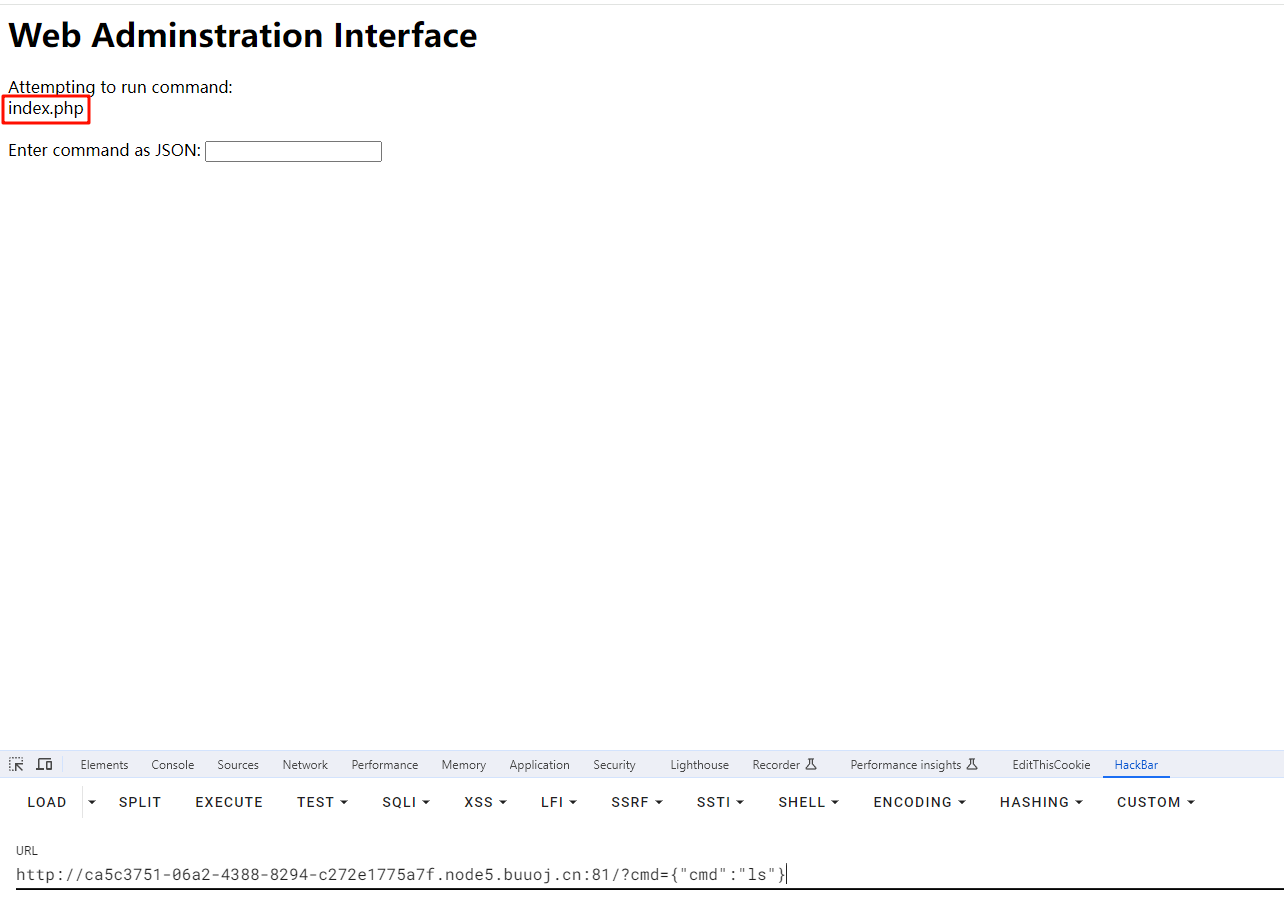 Web Adminstration Interface
Attempting to run command:
index.php
Enter command as JSON:
Elements Console Sources Network Performance Memory Application Security Lighthouse Recorder Performance insights EditThisCookie HackBar
LOAD SPLIT EXECUTE TEST SQLI XSS LFI SSRF SSTI SHELL ENCODING HASHING CUSTOM
URL
http://ca5c3751-06a2-4388-8294-c272e1775a7f.node5.buuoj.cn:81/?cmd={"cmd":"ls"}